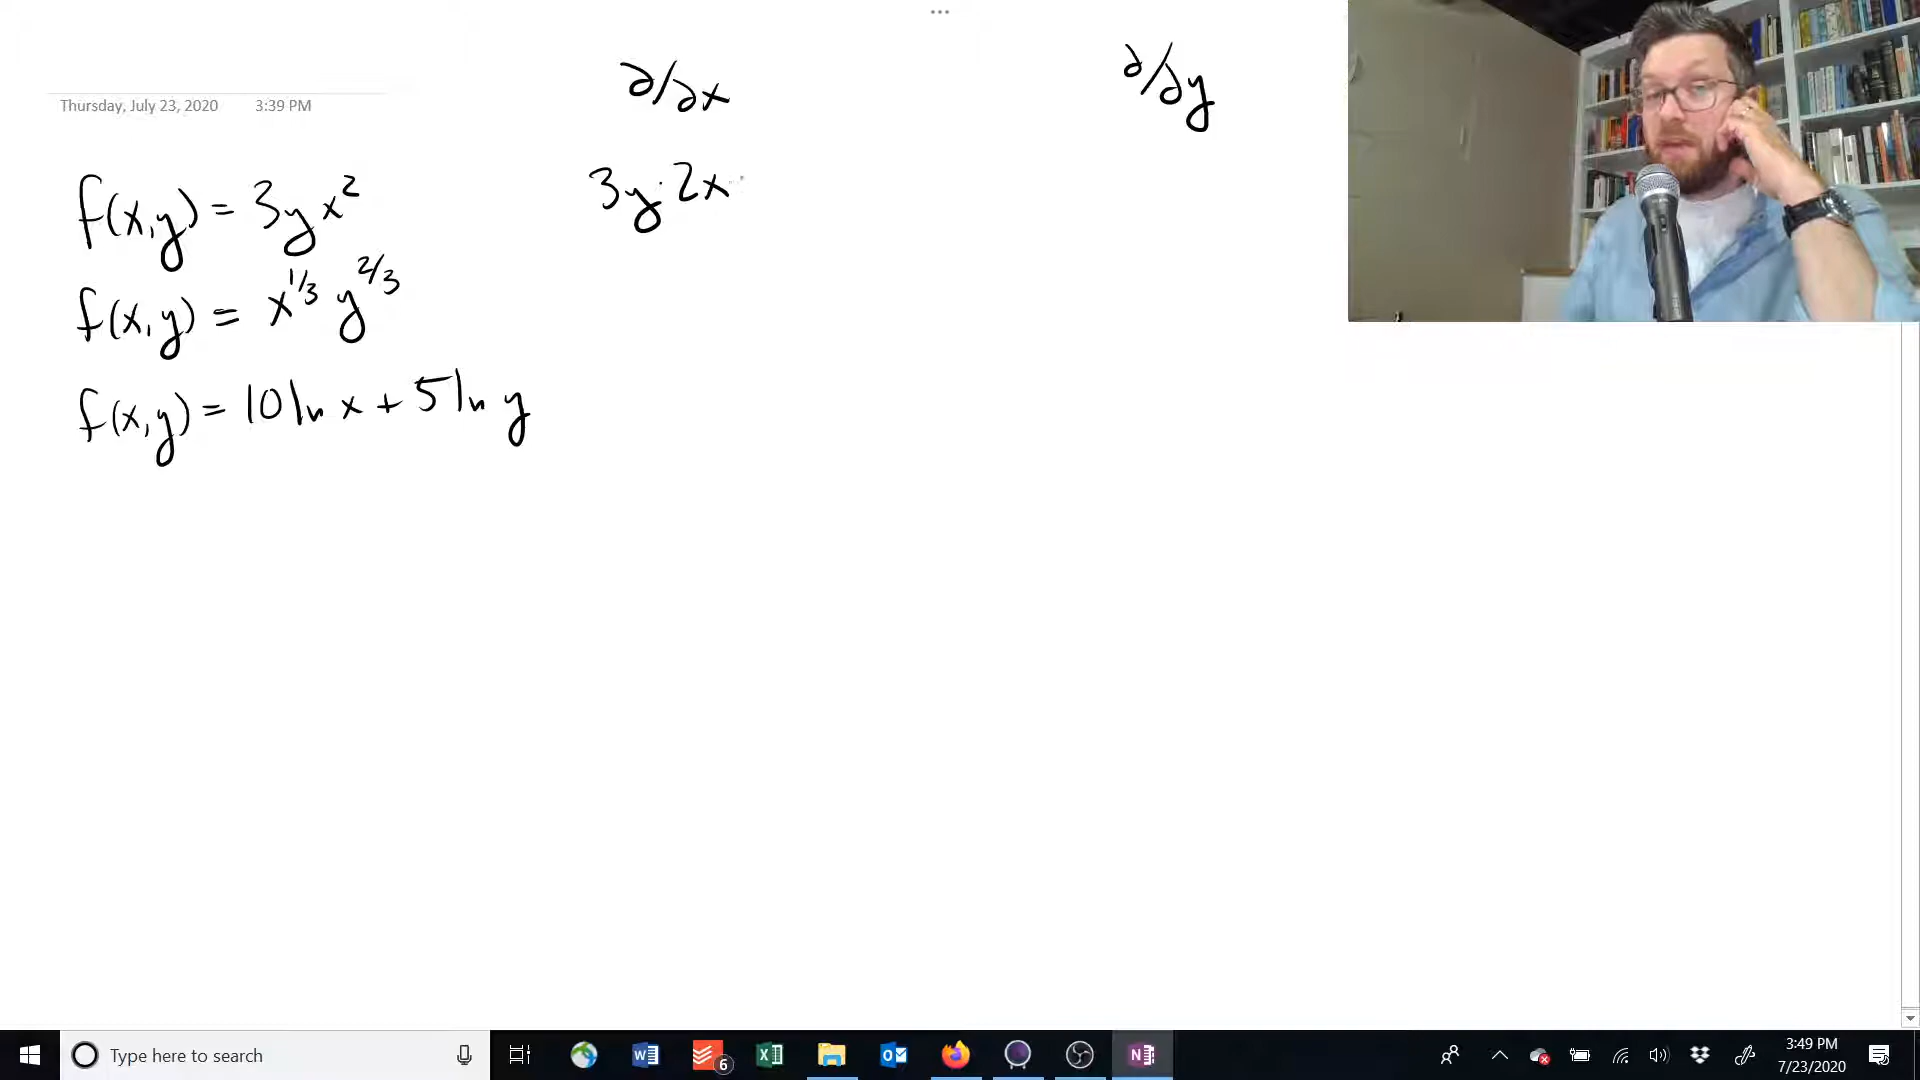 Thursday, July 23, 2020 3:39 PM
∂/∂x
∂/∂y
f(x,y) = 3yx²
3y·2x
f(x,y) = x^1/3 y^2/3
f(x,y) = 10 ln x + 5 ln y
Type here to search
6
3:49 PM
7/23/2020